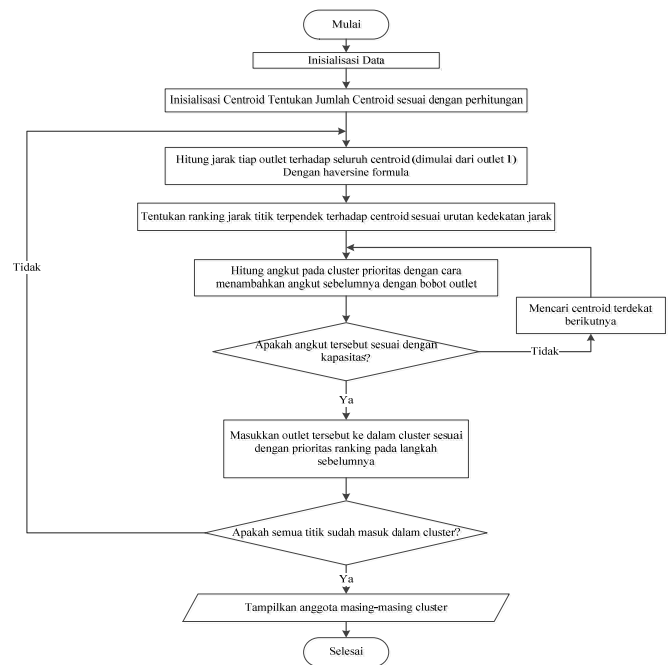 Mulai
Inisialisasi Data
Inisialisasi Centroid Tentukan Jumlah Centroid sesuai dengan perhitungan
Hitung jarak tiap outlet terhadap seluruh centroid (dimulai dari outlet 1)
Dengan haversine formula
Tentukan ranking jarak titik terpendek terhadap centroid sesuai urutan kedekatan jarak
Tidak
Hitung angkut pada cluster prioritas dengan cara
menambahkan angkut sebelumnya dengan bobot outlet
Mencari centroid terdekat
berikutnya
Apakah angkut tersebut sesuai dengan
kapasitas?
Tidak
Ya
Masukkan outlet tersebut ke dalam cluster sesuai
dengan prioritas ranking pada langkah
sebelumnya
Apakah semua titik sudah masuk dalam cluster?
Ya
Tampilkan anggota masing-masing cluster
Selesai